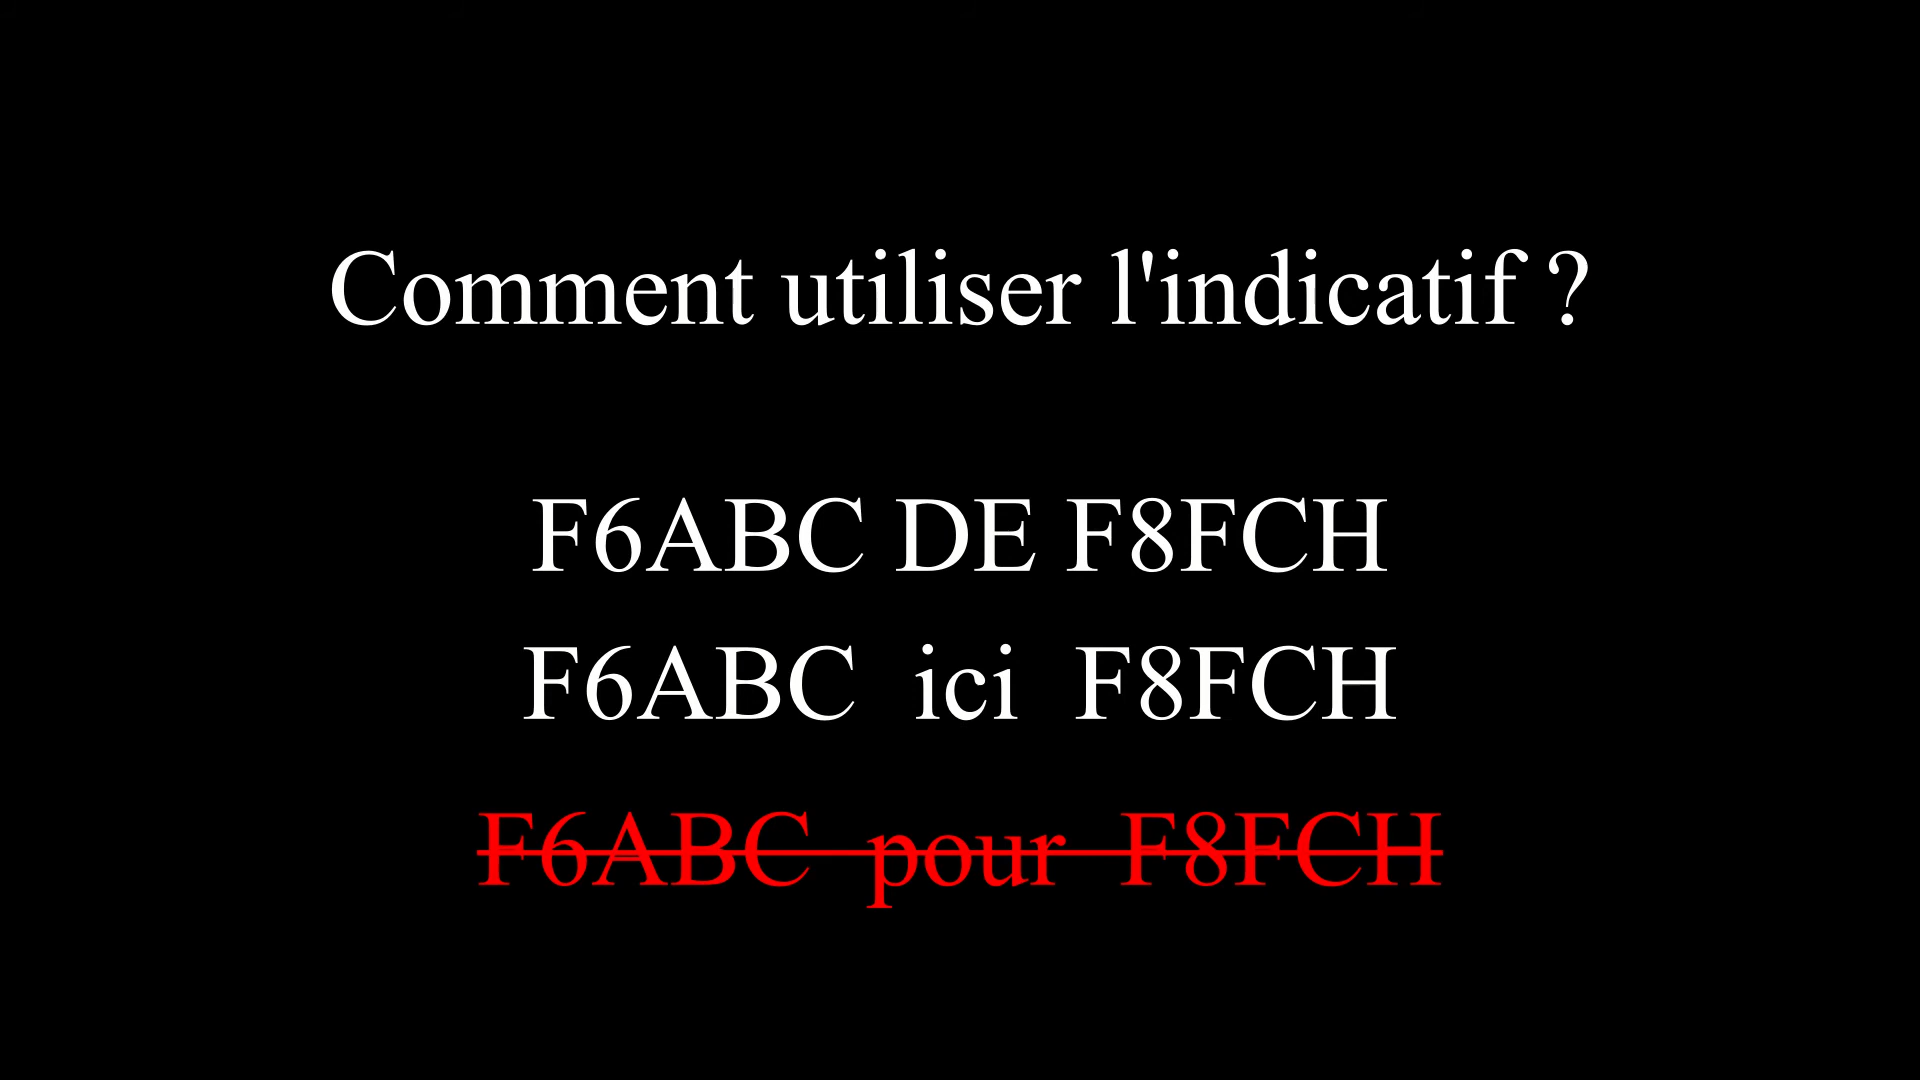 Comment utiliser l'indicatif ?
F6ABC DE F8FCH
F6ABC ici F8FCH
F6ABC pour F8FCH